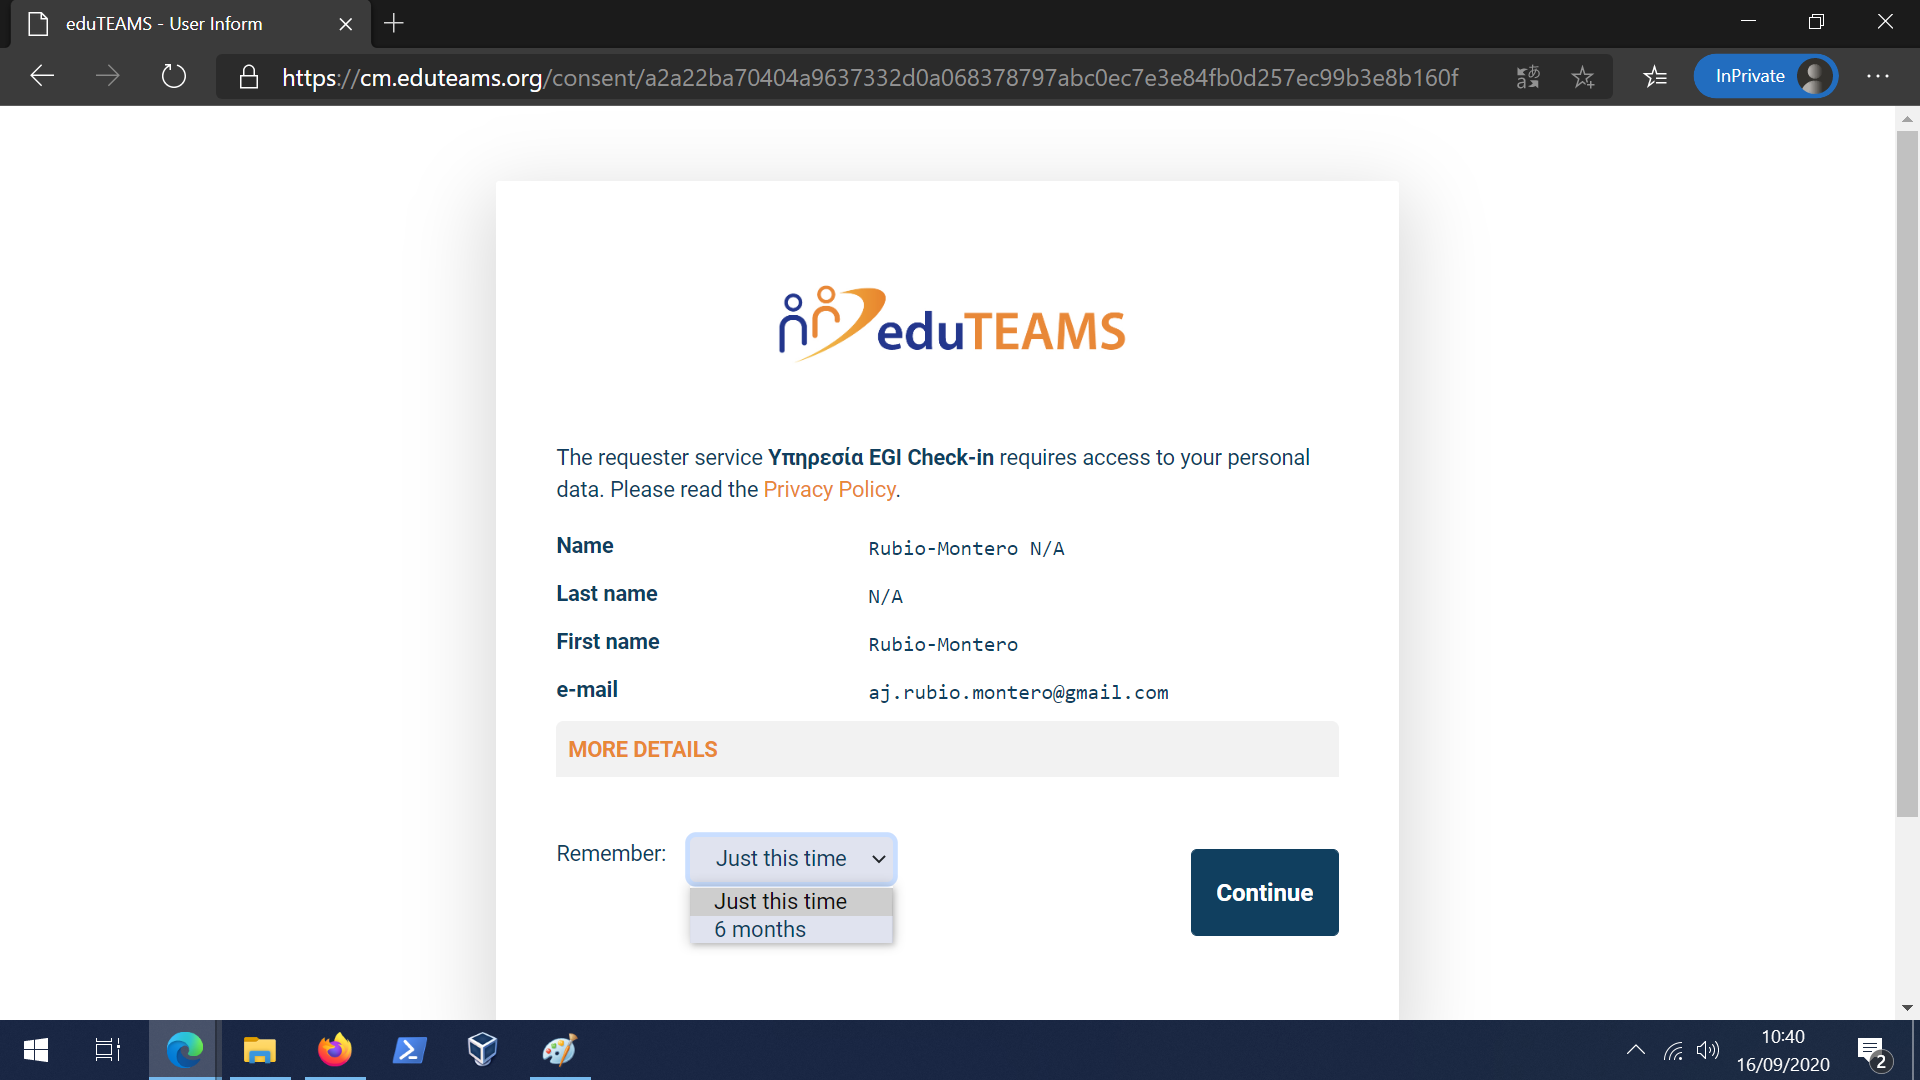 eduTEAMS - User Inform
https://cm.eduteams.org/consent/a2a22ba70404a9637332d0a068378797abc0ec7e3e84fb0d257ec99b3e8b160f
InPrivate
eduTEAMS
The requester service Υπηρεσία EGI Check-in requires access to your personal
data. Please read the Privacy Policy.
Name Rubio-Montero N/A
Last name N/A
First name Rubio-Montero
e-mail aj.rubio.montero@gmail.com
MORE DETAILS
Remember: Just this time
Just this time
6 months
Continue
10:40
16/09/2020
2